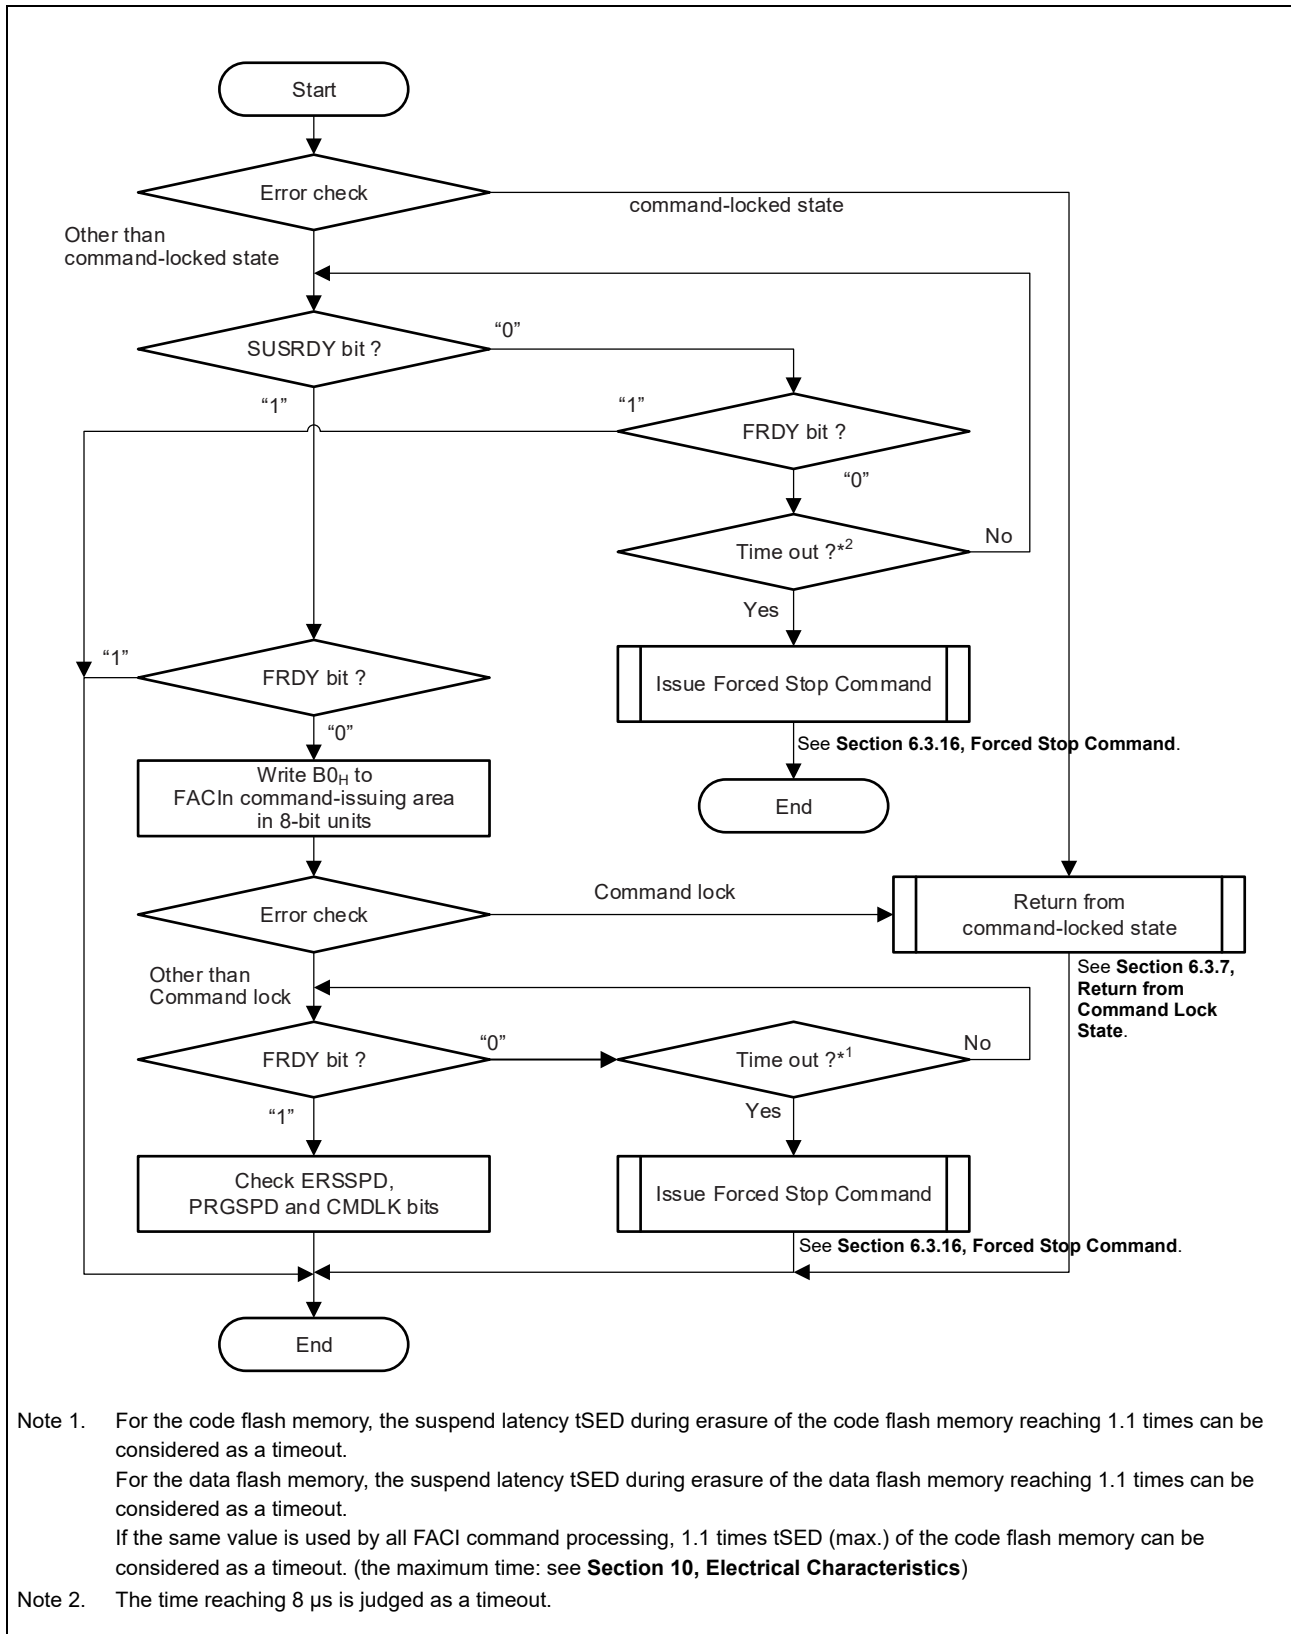 Start
Error check
command-locked state
Other than
command-locked state
SUSRDY bit ?
“0”
“1”
“1”
FRDY bit ?
“0”
Time out ?*2
No
Yes
Issue Forced Stop Command
See Section 6.3.16, Forced Stop Command.
End
“1”
FRDY bit ?
“0”
Write B0H to
FACIn command-issuing area
in 8-bit units
Error check
Command lock
Return from
command-locked state
See Section 6.3.7,
Return from
Command Lock
State.
Other than
Command lock
FRDY bit ?
“0”
Time out ?*1
No
“1”
Yes
Check ERSSPD,
PRGSPD and CMDLK bits
Issue Forced Stop Command
See Section 6.3.16, Forced Stop Command.
End
Note 1. For the code flash memory, the suspend latency tSED during erasure of the code flash memory reaching 1.1 times can be
considered as a timeout.
For the data flash memory, the suspend latency tSED during erasure of the data flash memory reaching 1.1 times can be
considered as a timeout.
If the same value is used by all FACI command processing, 1.1 times tSED (max.) of the code flash memory can be
considered as a timeout. (the maximum time: see Section 10, Electrical Characteristics)
Note 2. The time reaching 8 μs is judged as a timeout.